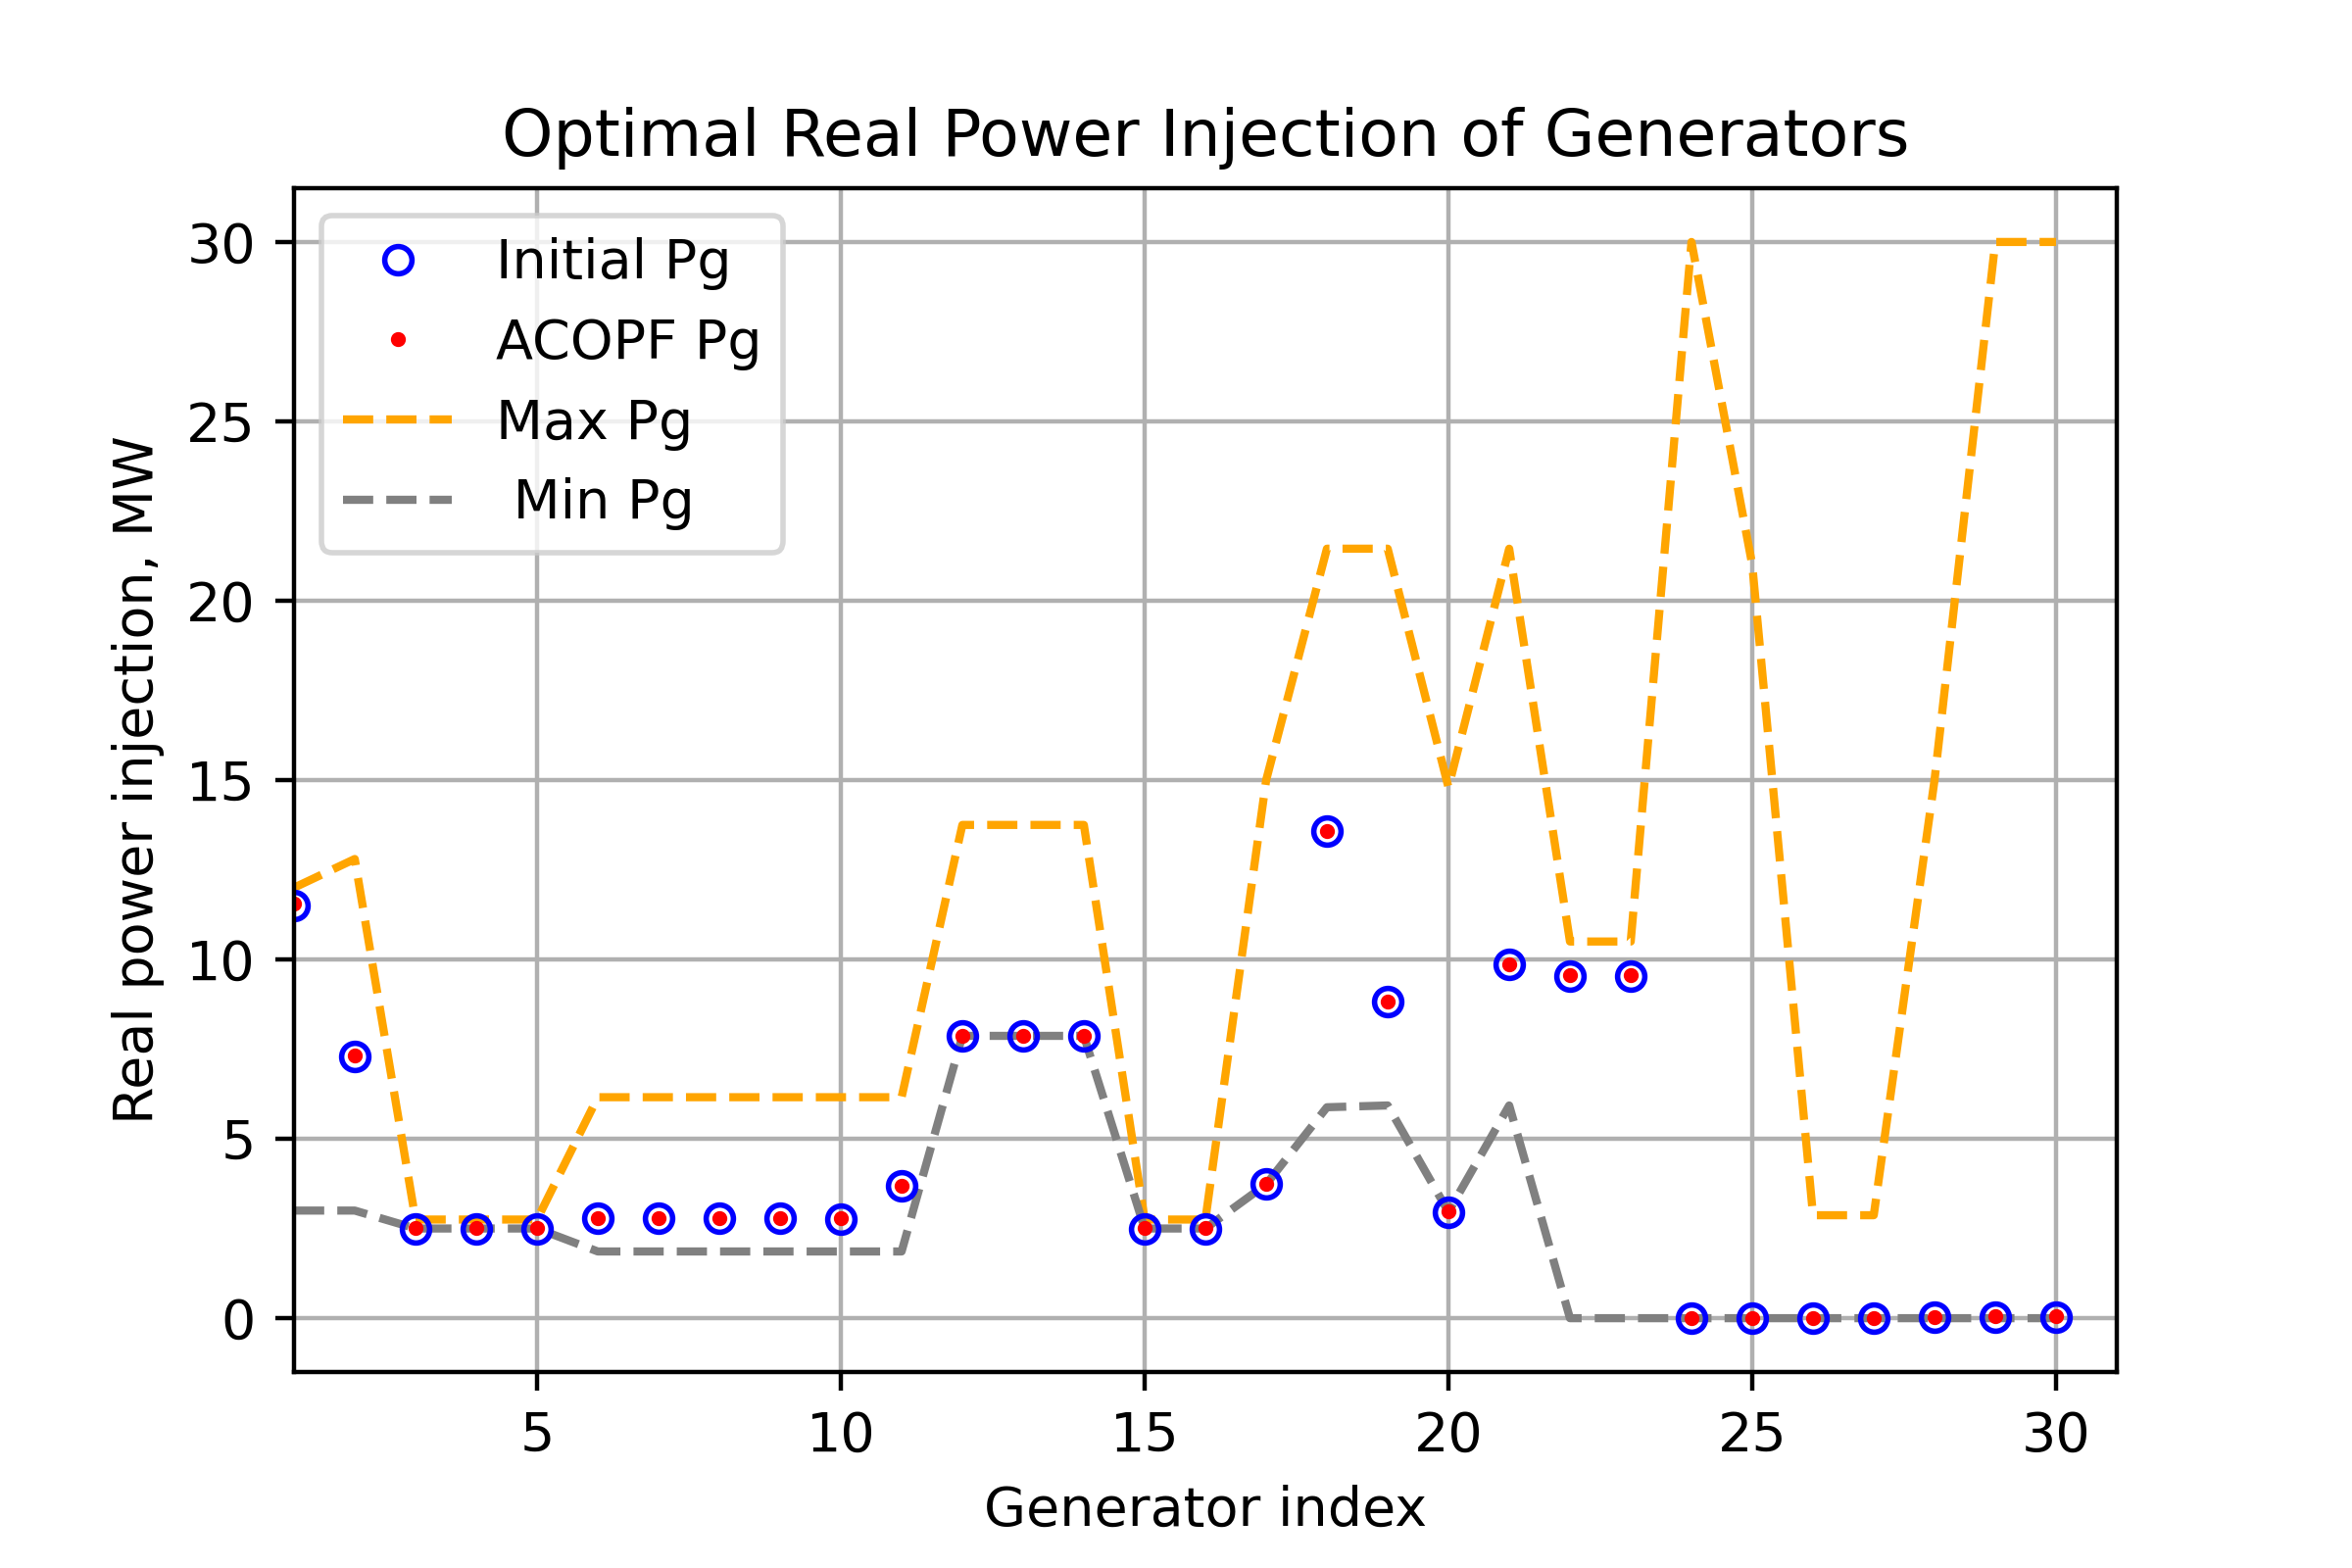 Optimal Real Power Injection of Generators
Initial Pg
ACOPF Pg
Max Pg
Min Pg
30
25
20
15
10
5
0
Real power injection, MW
5 10 15 20 25 30
Generator index